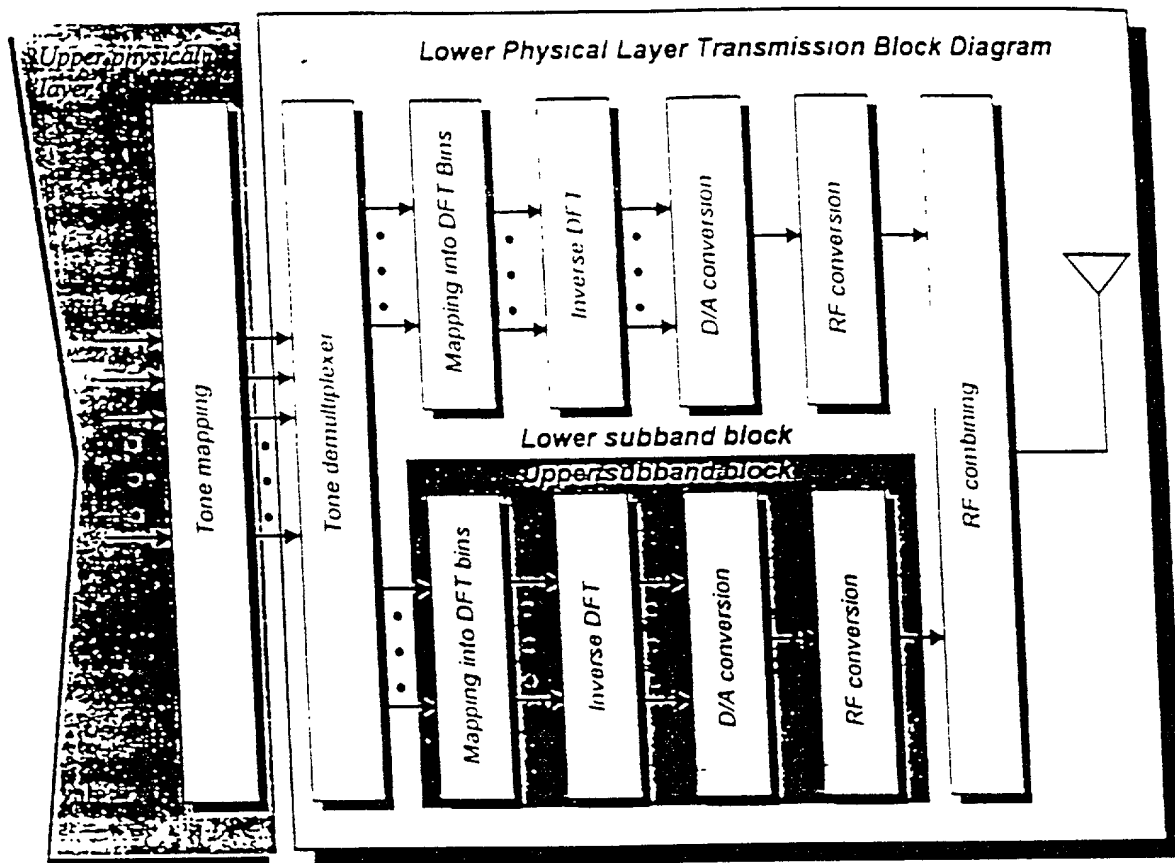 Upper physical
layer
Lower Physical Layer Transmission Block Diagram
Tone mapping
Tone demultiplexer
Mapping into DFT Bins
Inverse DFT
D/A conversion
RF conversion
RF combining
Lower subband block
Upper subband block
Mapping into DFT bins
Inverse DFT
D/A conversion
RF conversion